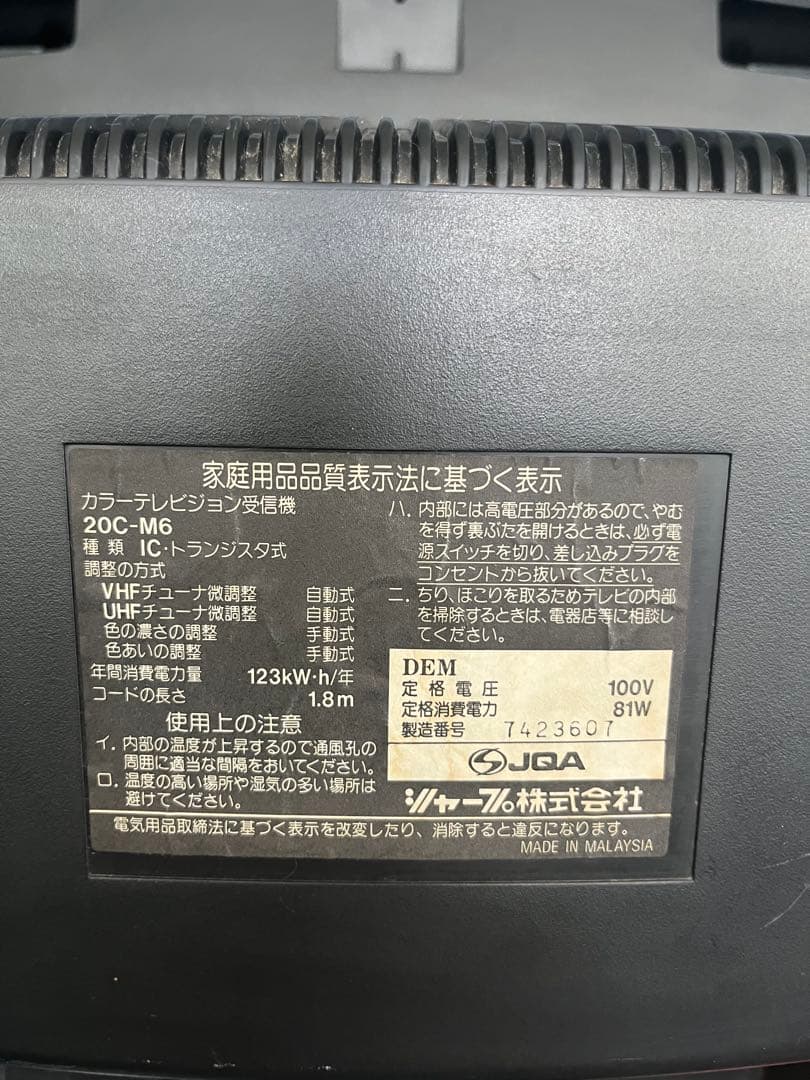 家庭用品品質表示法に基づく表示
カラーテレビジョン受信機
20C-M6
種類 IC・トランジスタ式
調整の方式
VHFチューナ微調整 自動式
UHFチューナ微調整 自動式
色の濃さの調整 手動式
色あいの調整 手動式
年間消費電力量 123kW・h/年
コードの長さ 1.8m
使用上の注意
イ. 内部の温度が上昇するので通風孔の
周囲に適当な間隔をおいてください。
ロ. 温度の高い場所や湿気の多い場所は
避けてください。
ハ. 内部には高電圧部分があるので、やむ
を得ず裏ぶたを開けるときは、必ず電
源スイッチを切り、差し込みプラグを
コンセントから抜いてください。
ニ. ちり、ほこりを取るためテレビの内部
を掃除するときは、電器店等に相談し
てください。
DEM
定格電圧 100V
定格消費電力 81W
製造番号 7423607
JQA
シャープ株式会社
電気用品取締法に基づく表示を改変したり、消除すると違反になります。
MADE IN MALAYSIA